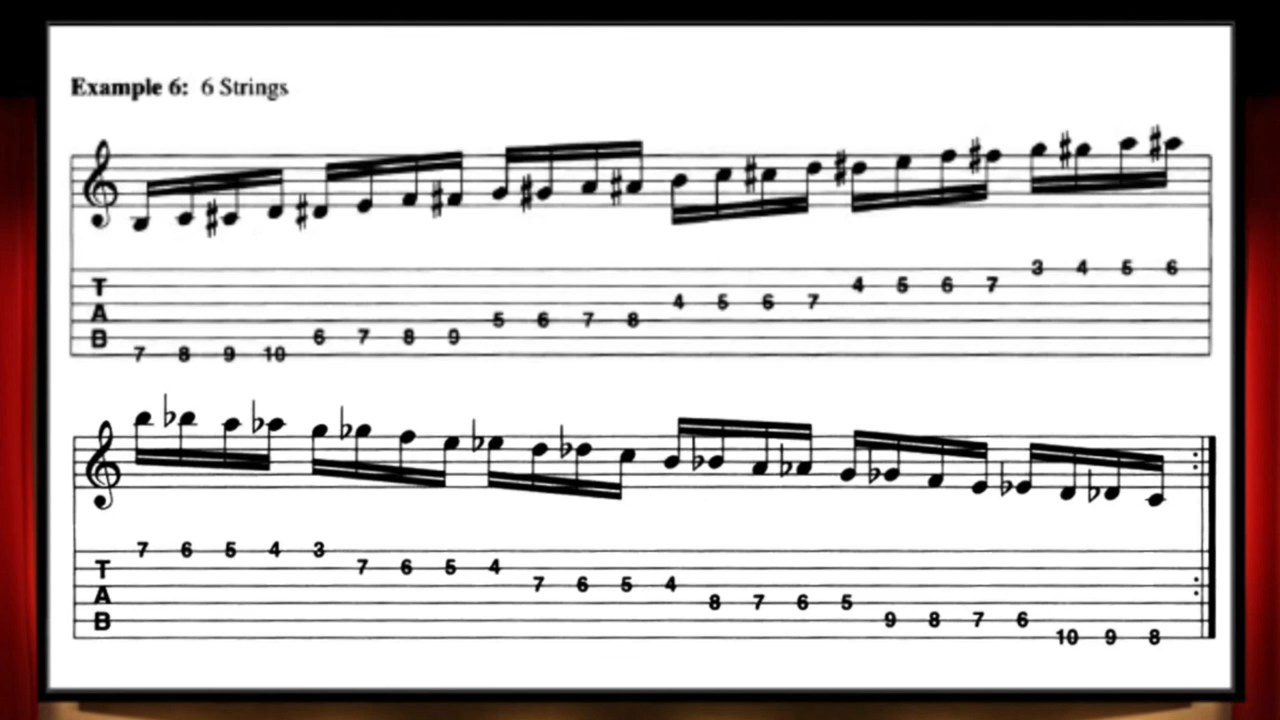 Example 6: 6 Strings
T
A
B
3 4 5 6
4 5 6 7
4 5 6 7
5 6 7 8
6 7 8 9
7 8 9 10
T
A
B
7 6 5 4 3
7 6 5 4
7 6 5 4
8 7 6 5
9 8 7 6
10 9 8